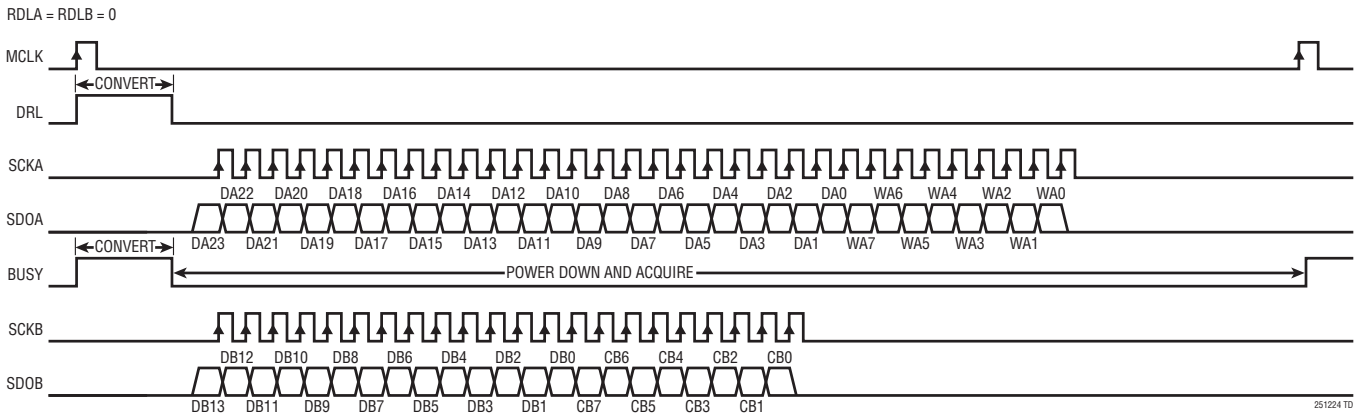 RDLA = RDLB = 0
MCLK
CONVERT
DRL
SCKA
DA22 DA20 DA18 DA16 DA14 DA12 DA10 DA8 DA6 DA4 DA2 DA0 WA6 WA4 WA2 WA0
SDOA
CONVERT DA23 DA21 DA19 DA17 DA15 DA13 DA11 DA9 DA7 DA5 DA3 DA1 WA7 WA5 WA3 WA1
BUSY POWER DOWN AND ACQUIRE
SCKB
DB12 DB10 DB8 DB6 DB4 DB2 DB0 CB6 CB4 CB2 CB0
SDOB
DB13 DB11 DB9 DB7 DB5 DB3 DB1 CB7 CB5 CB3 CB1
251224 TD